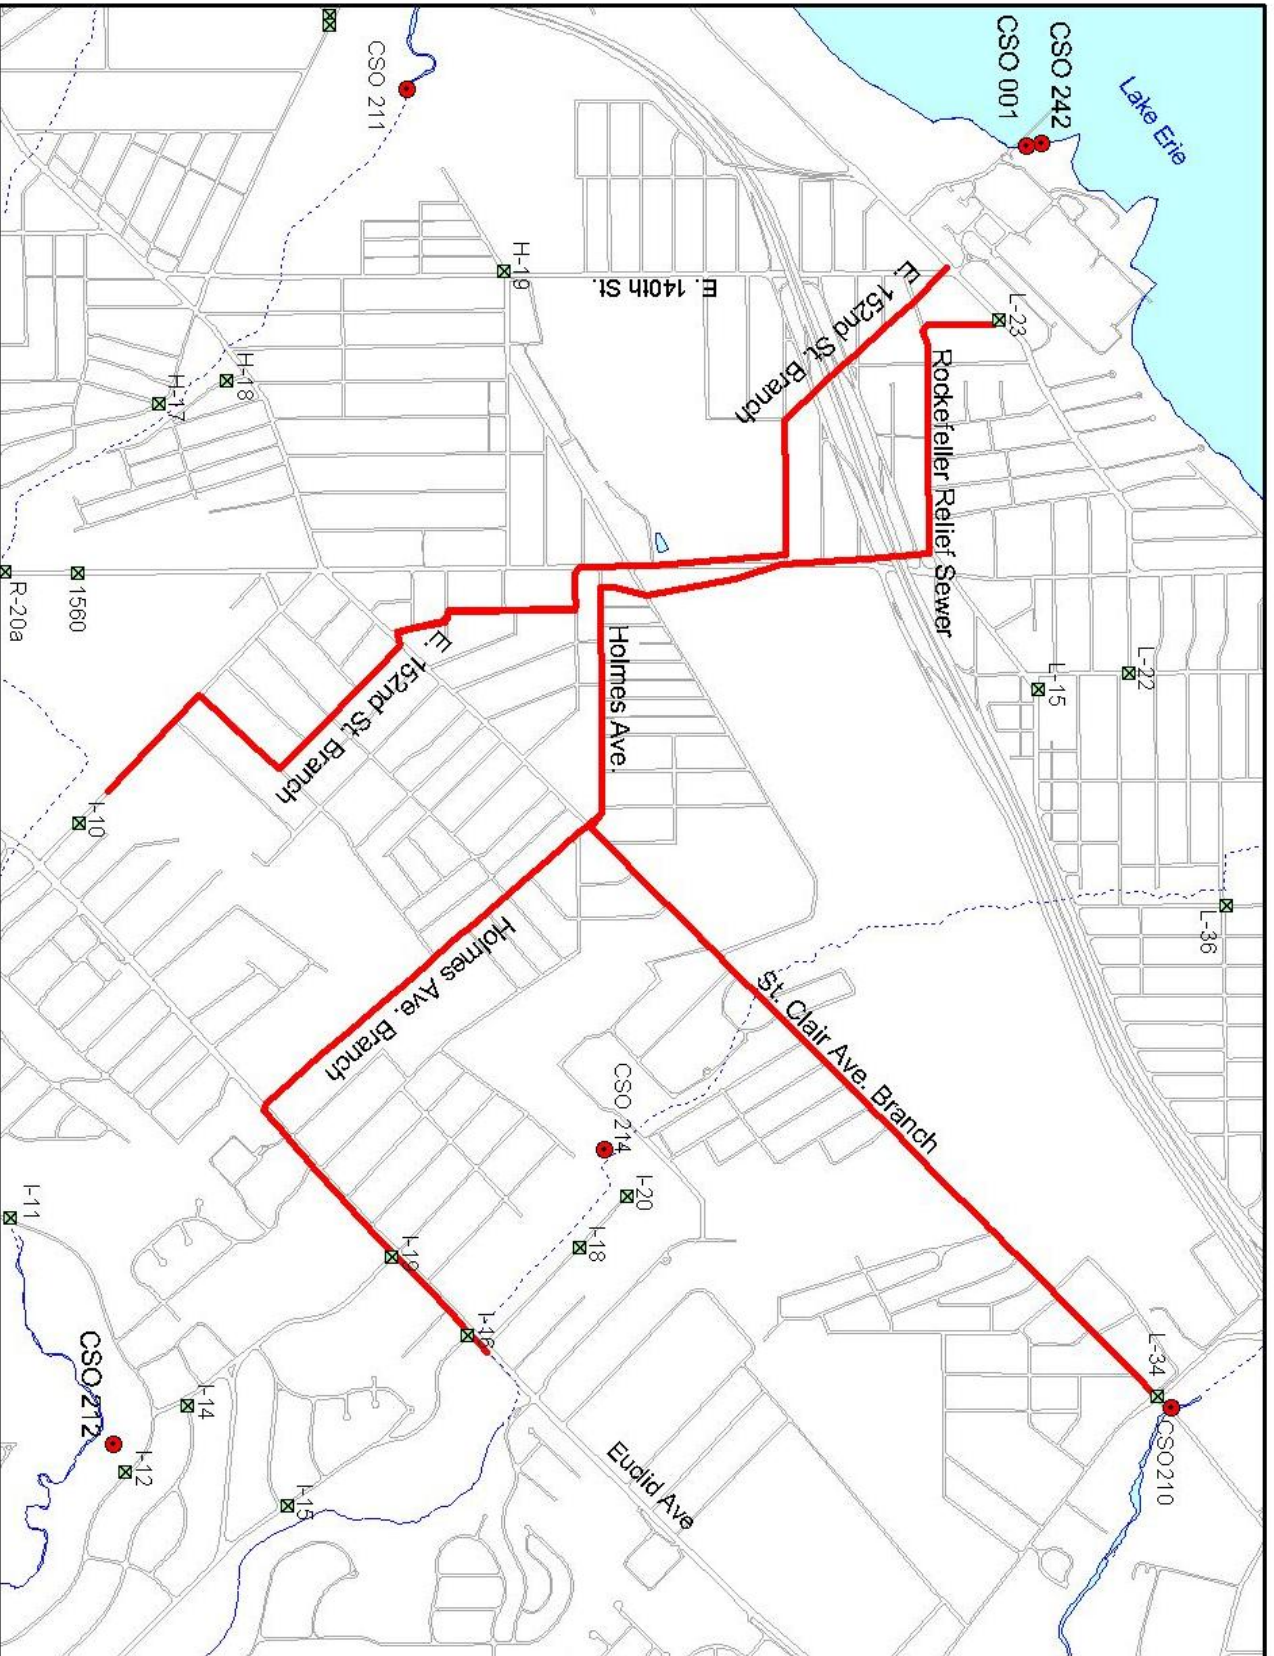 Lake Erie
CSO 242
CSO 001
CSO 211
L-23
H-19
E. 140th St.
E. 152nd St. Branch
Rockefeller Relief Sewer
H-18
H-17
R-20a
1560
L-22
L-15
Holmes Ave.
E. 152nd St. Branch
I-10
L-36
Holmes Ave. Branch
St. Clair Ave. Branch
CSO 214
I-20
I-18
I-11
I-16
L-34
CSO210
CSO 212
I-14
I-12
I-15
Euclid Ave